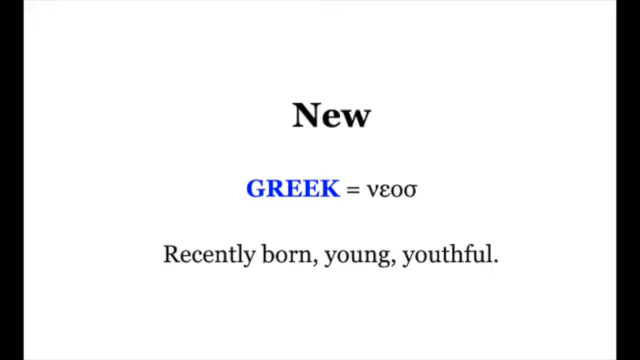 New
GREEK = νεοσ
Recently born, young, youthful.